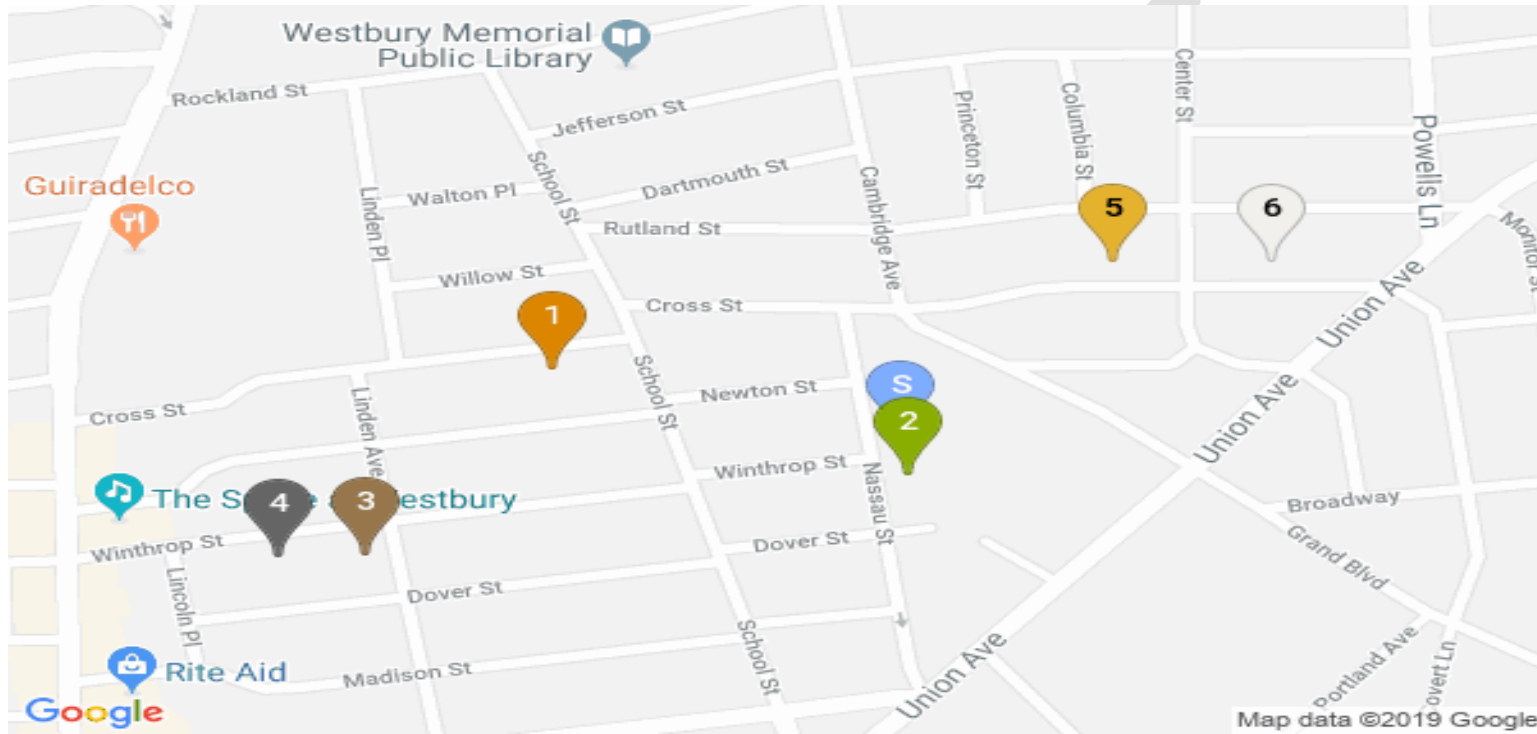 Westbury Memorial
Public Library
Rockland St
Jefferson St
Center St
Princeton St
Columbia St
Powells Ln
School St
Dartmouth St
Walton Pl
Guiradelco
Linden Pl
Cambridge Ave
5
6
Rutland St
Monitor St
Willow St
Union Ave
Cross St
1
School St
Newton St
S
Cross St
Linden Ave
2
Union Ave
Winthrop St
Nassau St
The S e a estbury
4
3
Broadway
Winthrop St
Dover St
Grand Blvd
Lincoln Pl
Dover St
School St
Portland Ave
overt Ln
Rite Aid
Madison St
Union Ave
Google
Map data ©2019 Google